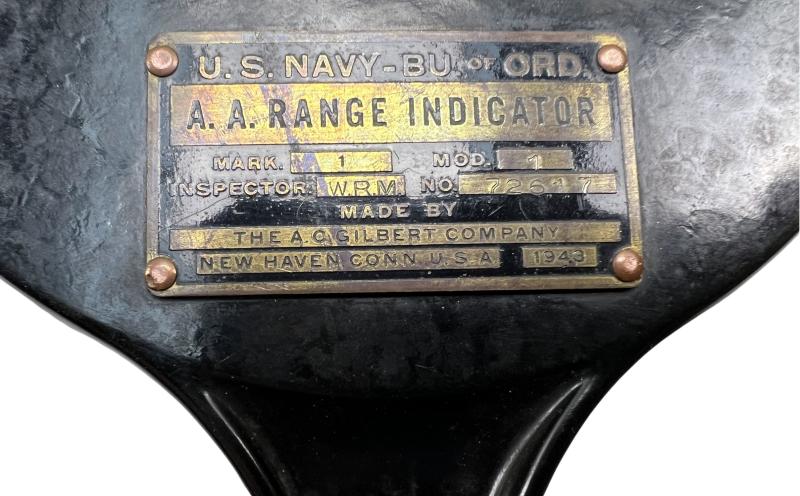 U. S. NAVY-BU. OF ORD.
A. A. RANGE INDICATOR
MARK. 1 MOD. 1
INSPECTOR W.R.M. NO. 72617
MADE BY
THE A.C. GILBERT COMPANY
NEW HAVEN CONN. U.S.A. 1943